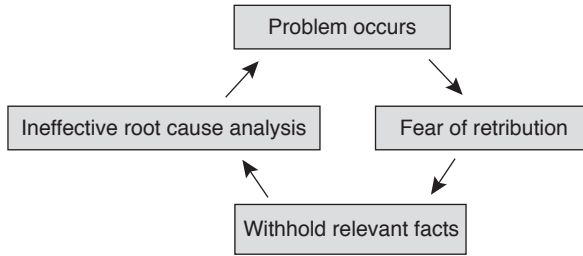 Problem occurs
Ineffective root cause analysis
Fear of retribution
Withhold relevant facts